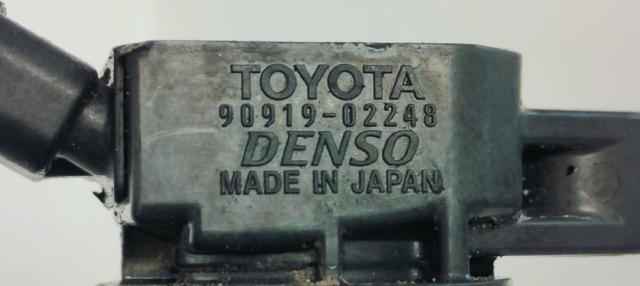 TOYOTA
90919-02248
DENSO
MADE IN JAPAN